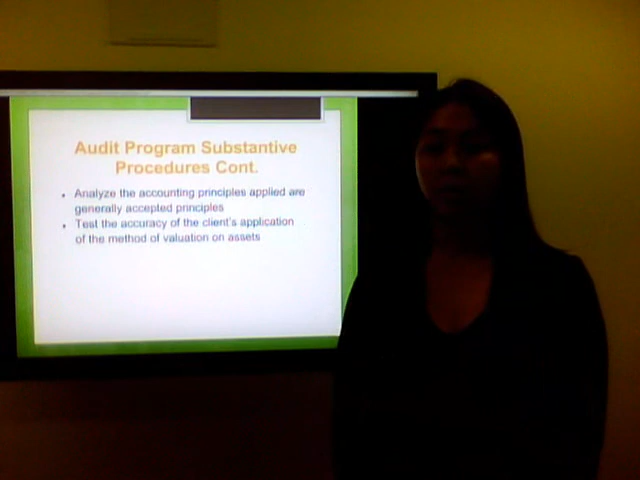 Audit Program Substantive
Procedures Cont.
• Analyze the accounting principles applied are
generally accepted principles
• Test the accuracy of the client's application
of the method of valuation on assets